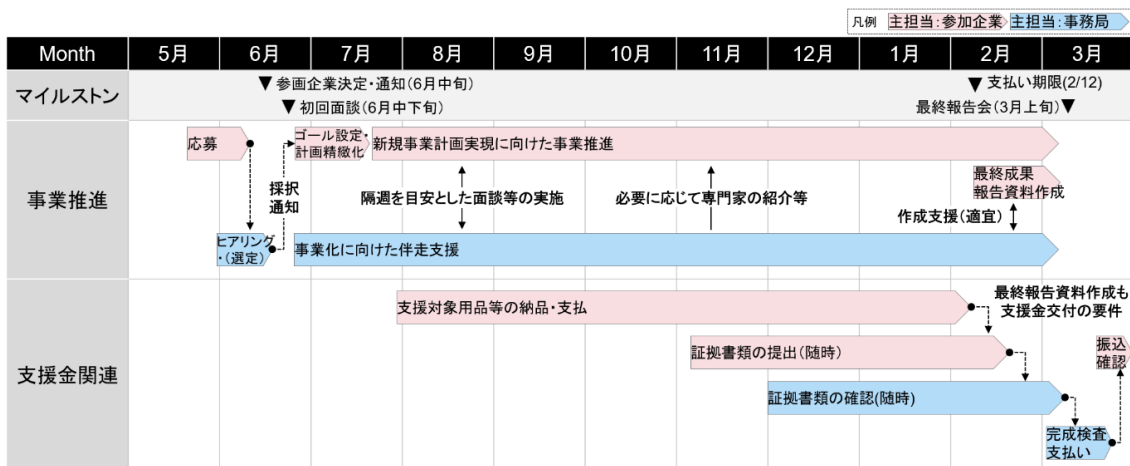 凡例 主担当:参加企業 主担当:事務局
Month 5月 6月 7月 8月 9月 10月 11月 12月 1月 2月 3月
マイルストン
▼参画企業決定・通知(6月中旬)
▼支払い期限(2/12)
▼初回面談(6月中下旬)
最終報告会(3月上旬)▼
事業推進
応募
ゴール設定・
計画精緻化
新規事業計画実現に向けた事業推進
採択
通知
隔週を目安とした面談等の実施
必要に応じて専門家の紹介等
最終成果
報告資料作成
作成支援(適宜)
ヒアリング
・(選定)
事業化に向けた伴走支援
支援金関連
支援対象用品等の納品・支払
最終報告資料作成も
支援金交付の要件
証拠書類の提出(随時)
振込
確認
証拠書類の確認(随時)
完成検査
支払い